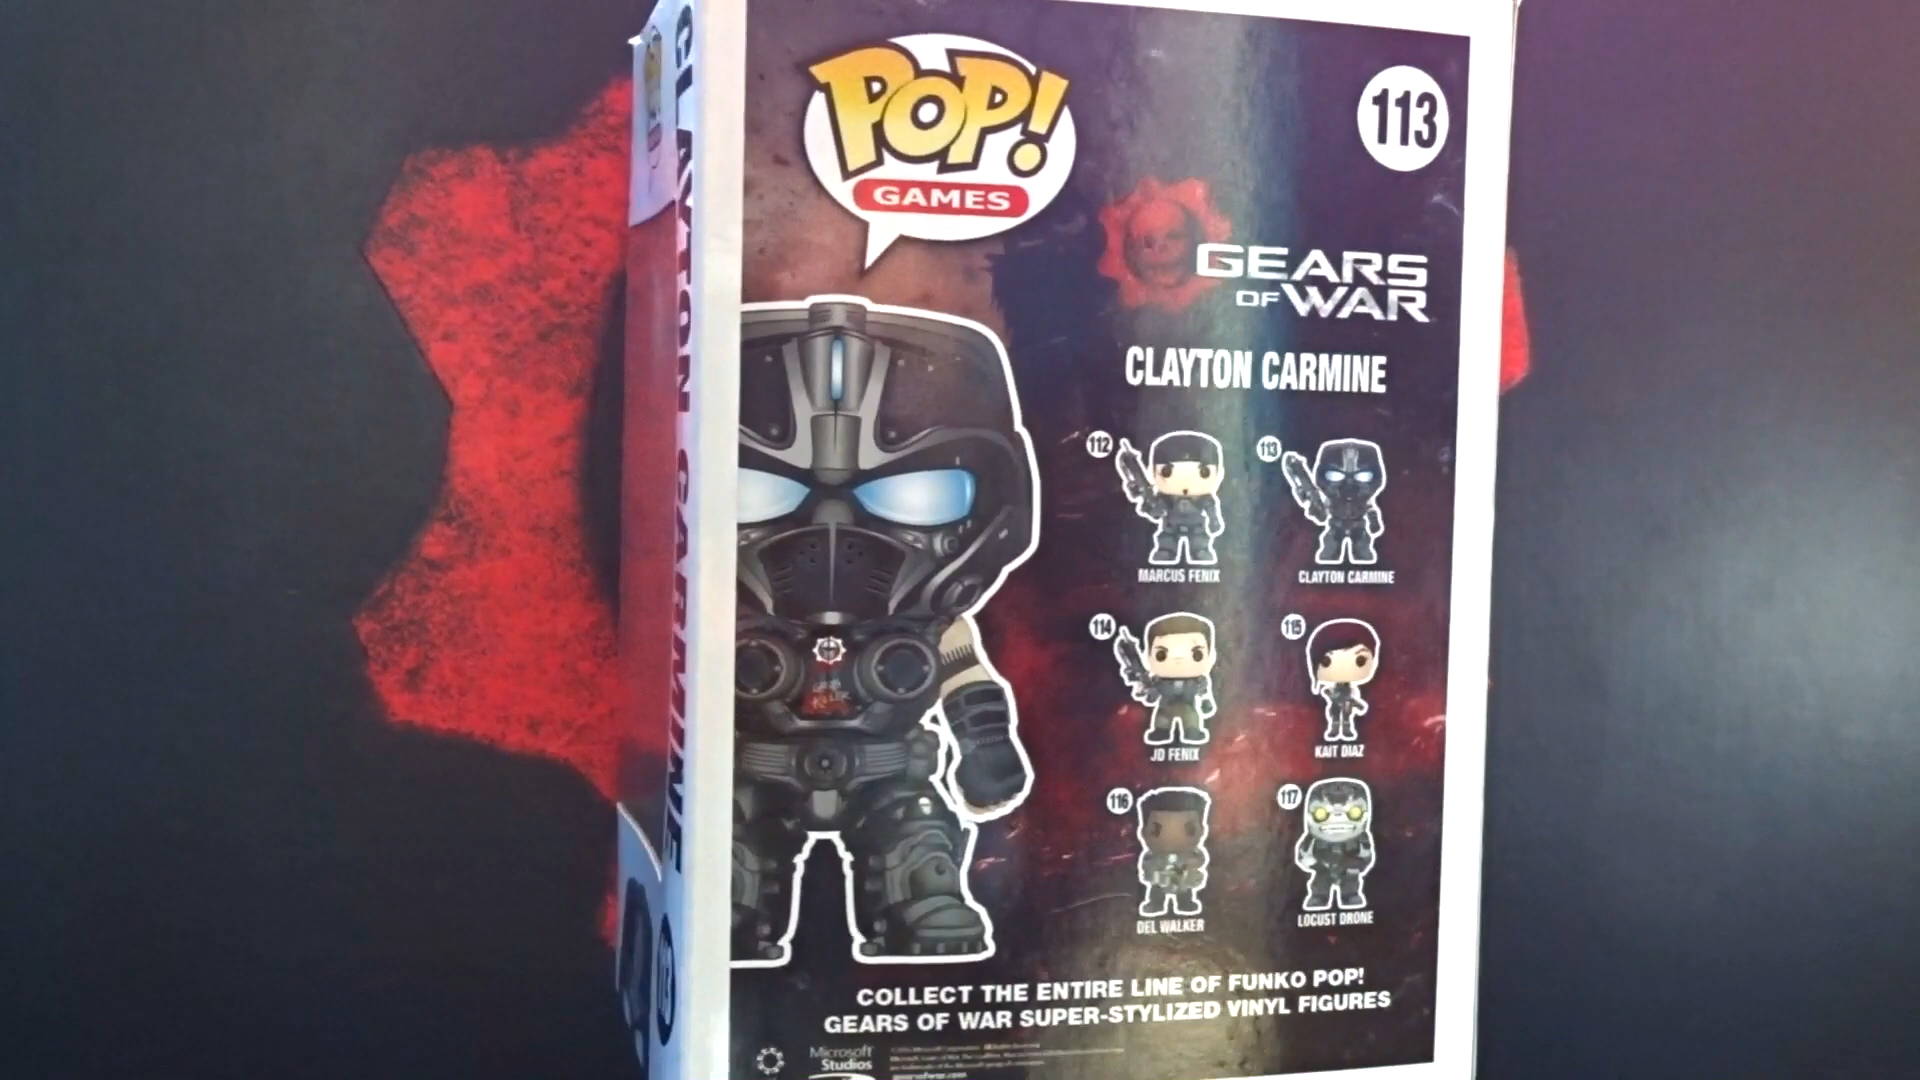 CLAYTON CARMINE
POP!
GAMES
113
GEARS
OF WAR
CLAYTON CARMINE
112
MARCUS FENIX
113
CLAYTON CARMINE
114
JD FENIX
115
KAIT DIAZ
116
DEL WALKER
117
LOCUST DRONE
COLLECT THE ENTIRE LINE OF FUNKO POP!
GEARS OF WAR SUPER-STYLIZED VINYL FIGURES
Microsoft
Studios
gearsofwar.com